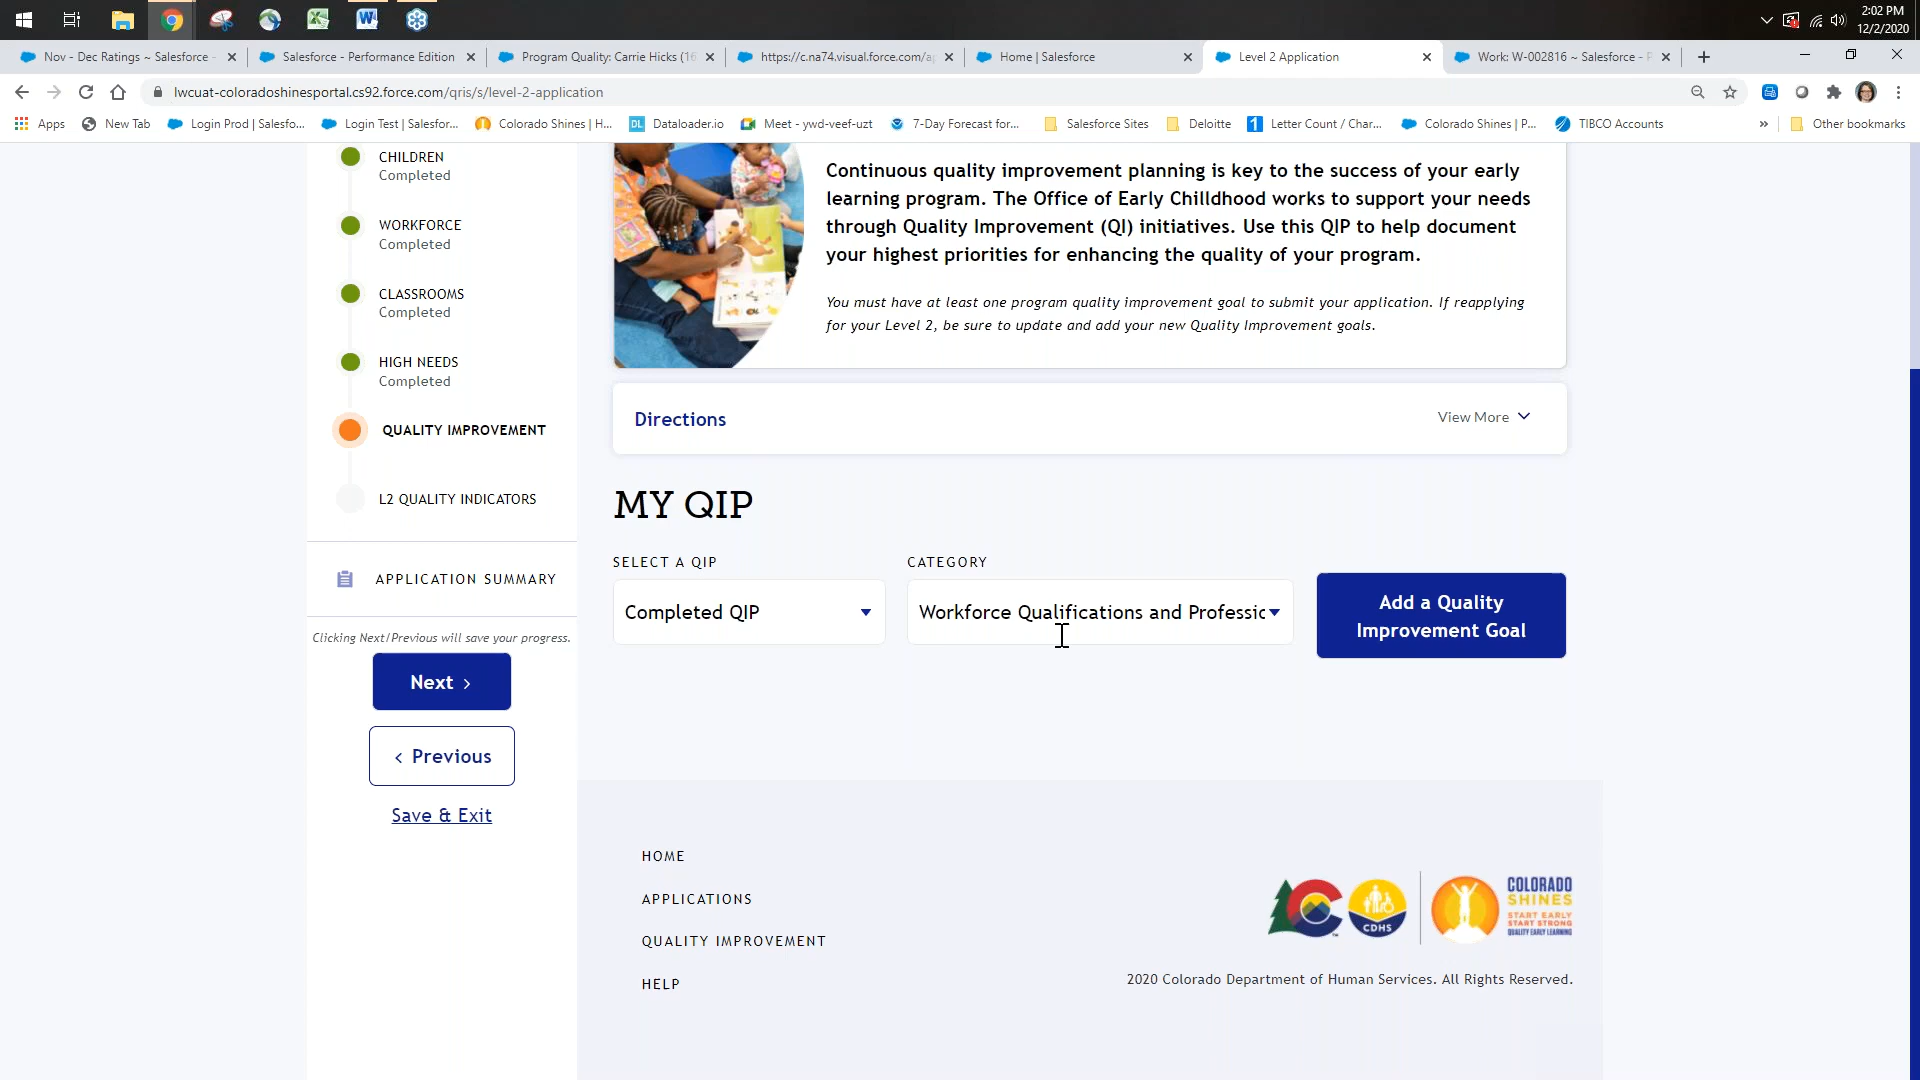 2:02 PM
12/2/2020
Nov - Dec Ratings ~ Salesforce -
Salesforce - Performance Edition
Program Quality: Carrie Hicks (16
https://c.na74.visual.force.com/a
Home | Salesforce
Level 2 Application
Work: W-002816 ~ Salesforce - P
lwcuat-coloradoshinesportal.cs92.force.com/qris/s/level-2-application
Apps
New Tab
Login Prod | Salesfo...
Login Test | Salesfor...
Colorado Shines | H...
DL Dataloader.io
Meet - ywd-veef-uzt
7-Day Forecast for...
Salesforce Sites
Deloitte
1 Letter Count / Char...
Colorado Shines | P...
TIBCO Accounts
»
Other bookmarks
CHILDREN
Completed
WORKFORCE
Completed
CLASSROOMS
Completed
HIGH NEEDS
Completed
QUALITY IMPROVEMENT
L2 QUALITY INDICATORS
APPLICATION SUMMARY
Clicking Next/Previous will save your progress.
Next >
< Previous
Save & Exit
Continuous quality improvement planning is key to the success of your early
learning program. The Office of Early Chilldhood works to support your needs
through Quality Improvement (QI) initiatives. Use this QIP to help document
your highest priorities for enhancing the quality of your program.
You must have at least one program quality improvement goal to submit your application. If reapplying
for your Level 2, be sure to update and add your new Quality Improvement goals.
Directions
View More
MY QIP
SELECT A QIP
Completed QIP
CATEGORY
Workforce Qualifications and Professic
Add a Quality
Improvement Goal
HOME
APPLICATIONS
QUALITY IMPROVEMENT
HELP
CDHS
COLORADO
SHINES
START EARLY
START STRONG
QUALITY EARLY LEARNING
2020 Colorado Department of Human Services. All Rights Reserved.